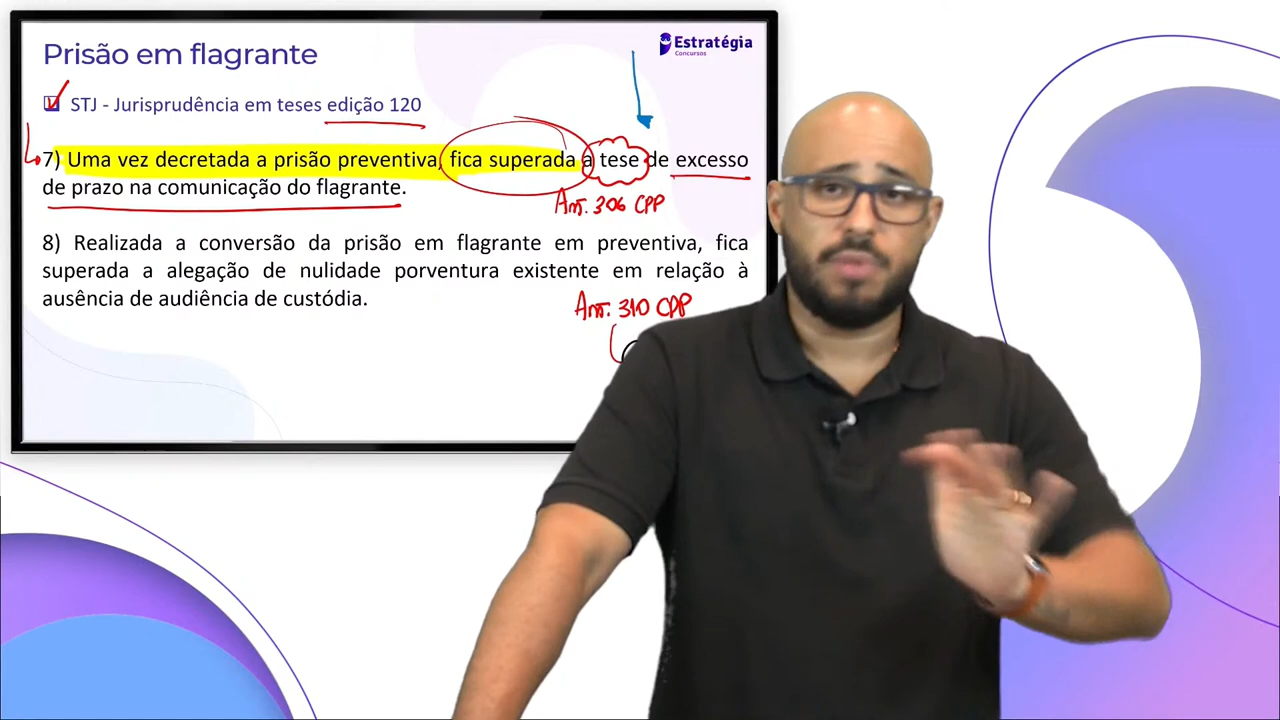 Prisão em flagrante
Estratégia
Concursos
STJ - Jurisprudência em teses edição 120
7) Uma vez decretada a prisão preventiva, fica superada a tese de excesso
de prazo na comunicação do flagrante.
Art. 306 CPP
8) Realizada a conversão da prisão em flagrante em preventiva, fica
superada a alegação de nulidade porventura existente em relação à
ausência de audiência de custódia.
Art. 310 CPP